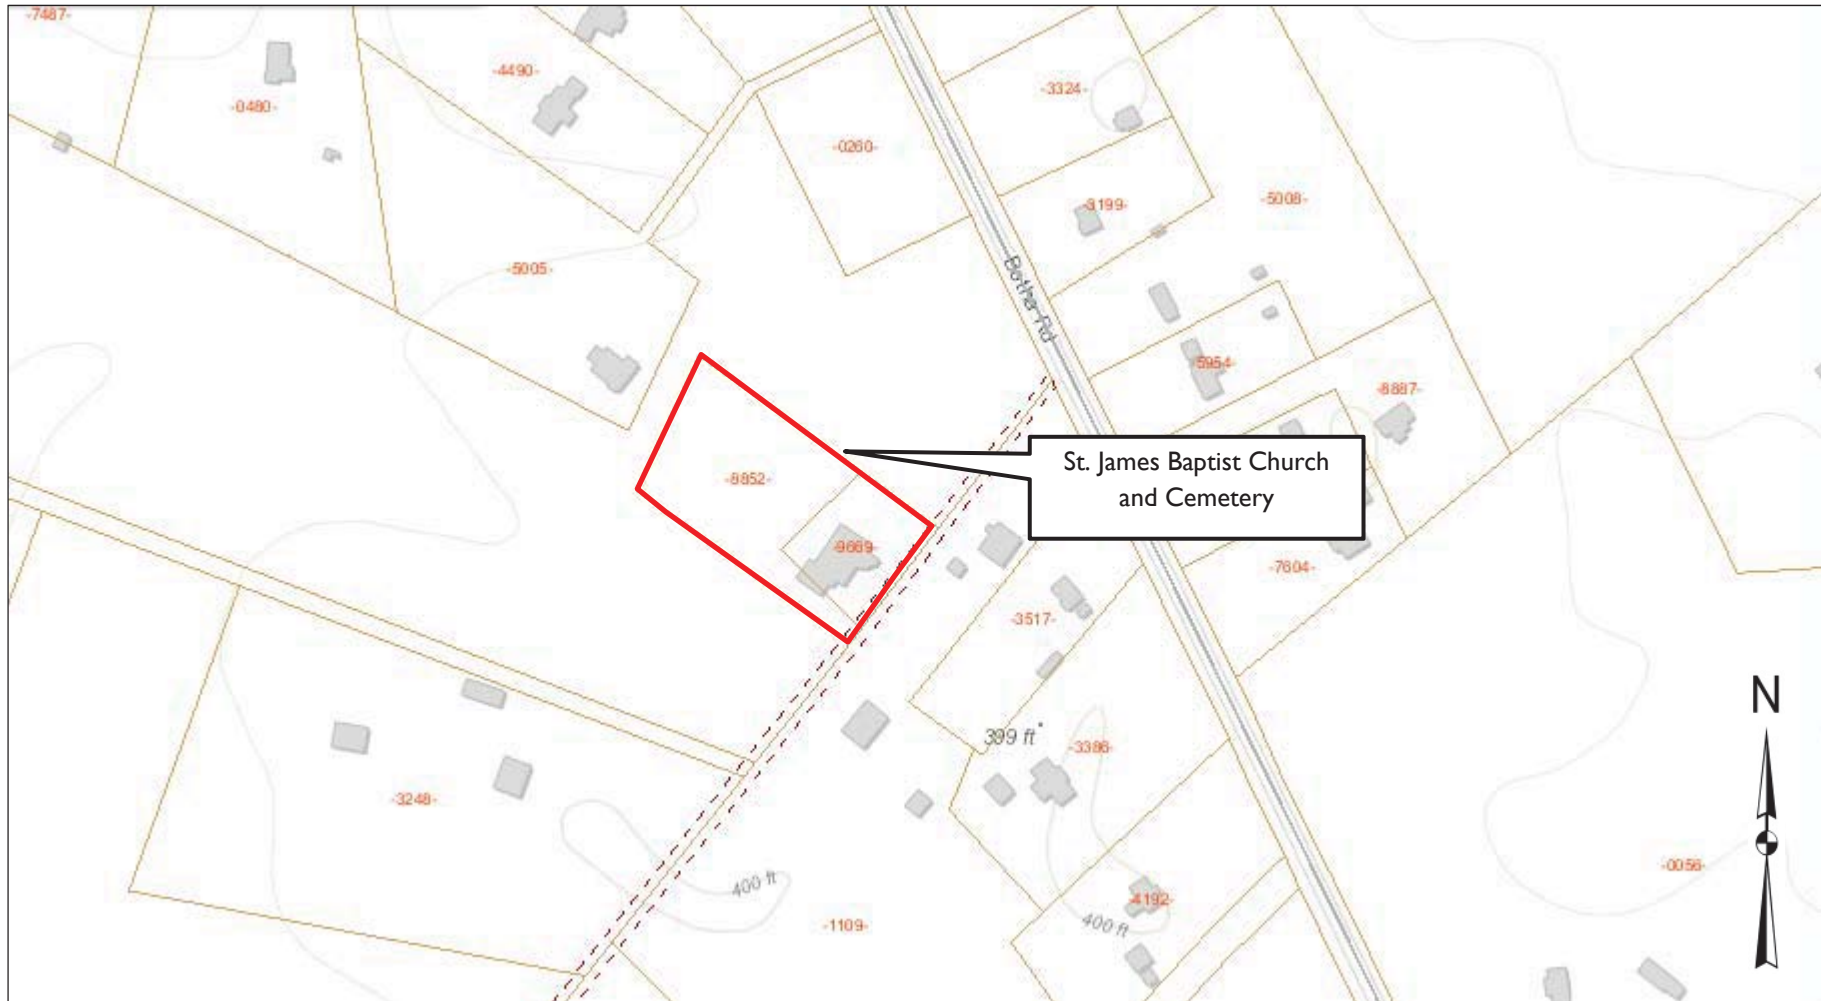 -7487-
-4490-
-0480-
-3324-
-0260-
-3199-
-5008-
-5005-
Botha Rd
-5954-
-8887-
St. James Baptist Church
and Cemetery
-8852-
-9669-
-7604-
-3517-
N
399 ft
-3386-
-3248-
400 ft
-0056-
-4192-
400 ft
-1109-